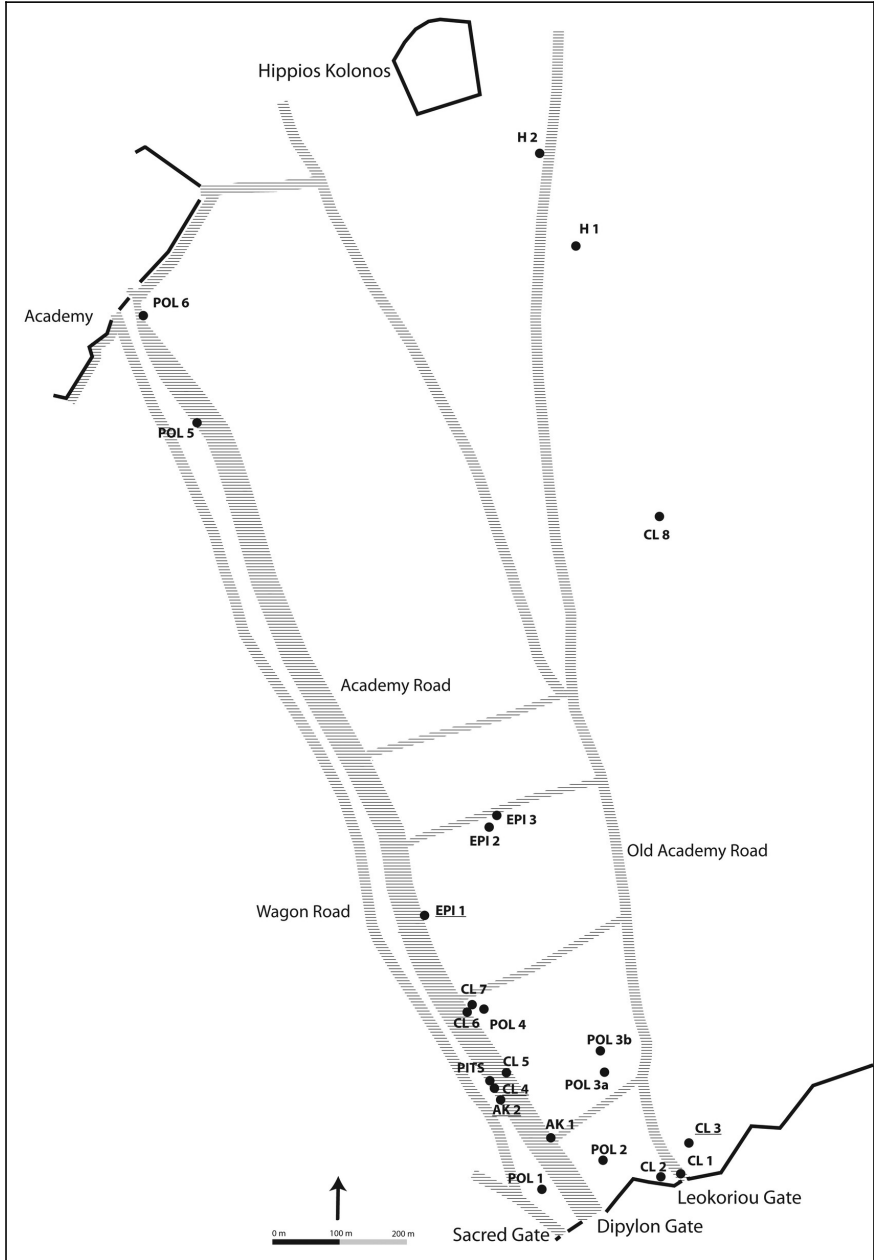 Hippios Kolonos
H 2
H 1
POL 6
Academy
POL 5
CL 8
Academy Road
EPI 3
EPI 2
Old Academy Road
EPI 1
Wagon Road
CL 7
CL 6
POL 4
POL 3b
CL 5
PITS
POL 3a
CL 4
AK 2
AK 1
CL 3
POL 2
CL 2
CL 1
POL 1
Leokoriou Gate
Dipylon Gate
Sacred Gate
0 m 100 m 200 m